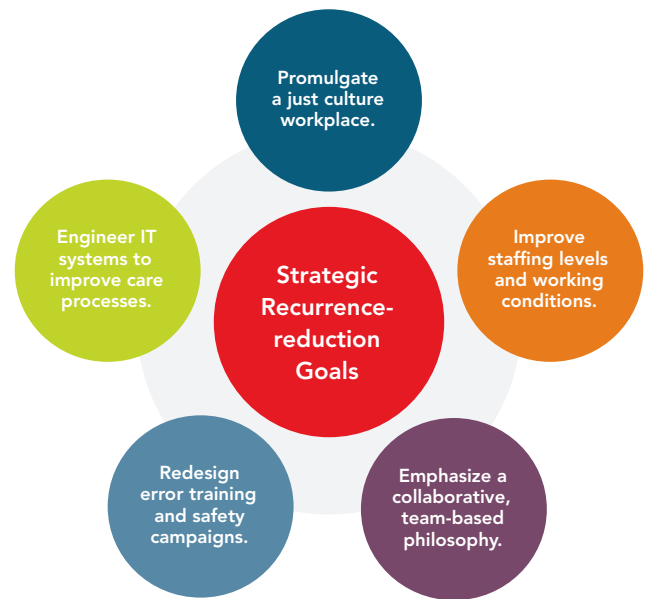 Promulgate
a just culture
workplace.
Engineer IT
systems to
improve care
processes.
Improve
staffing levels
and working
conditions.
Strategic
Recurrence-
reduction
Goals
Redesign
error training
and safety
campaigns.
Emphasize a
collaborative,
team-based
philosophy.